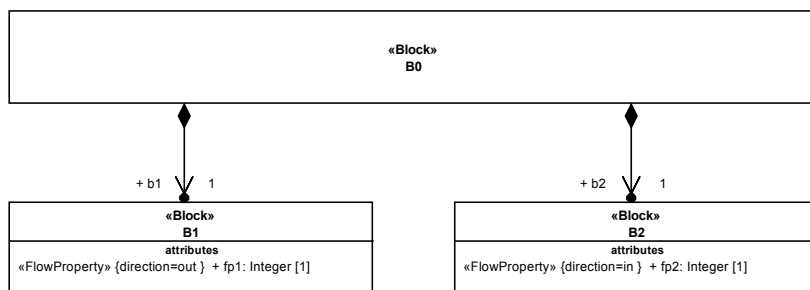 «Block»
B0
+ b1 1
+ b2 1
«Block»
B1
attributes
«FlowProperty» {direction=out } + fp1: Integer [1]
«Block»
B2
attributes
«FlowProperty» {direction=in } + fp2: Integer [1]